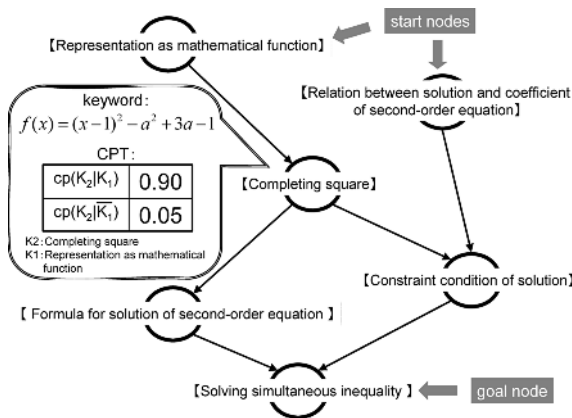 start nodes
【Representation as mathematical function】
【Relation between solution and coefficient
of second-order equation】
keyword:
f(x) = (x−1)² − a² + 3a − 1
CPT:
cp(K₂|K₁) 0.90
cp(K₂|K̅₁) 0.05
K2:Completing square
K1:Representation as mathematical
function
【Completing square】
【Constraint condition of solution】
【 Formula for solution of second-order equation 】
【Solving simultaneous inequality 】
goal node